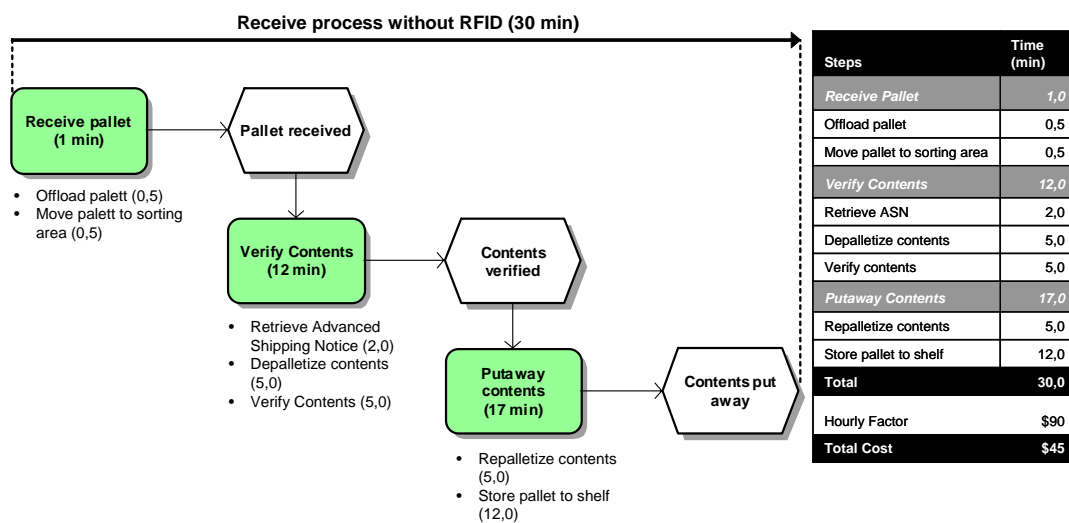 Receive process without RFID (30 min)
Receive pallet
(1 min)
Pallet received
• Offload palett (0,5)
• Move palett to sorting
area (0,5)
Verify Contents
(12 min)
Contents
verified
• Retrieve Advanced
Shipping Notice (2,0)
• Depalletize contents
(5,0)
• Verify Contents (5,0)
Putaway
contents
(17 min)
Contents put
away
• Repalletize contents
(5,0)
• Store pallet to shelf
(12,0)
Steps Time
(min)
Receive Pallet 1,0
Offload pallet 0,5
Move pallet to sorting area 0,5
Verify Contents 12,0
Retrieve ASN 2,0
Depalletize contents 5,0
Verify contents 5,0
Putaway Contents 17,0
Repalletize contents 5,0
Store pallet to shelf 12,0
Total 30,0
Hourly Factor $90
Total Cost $45